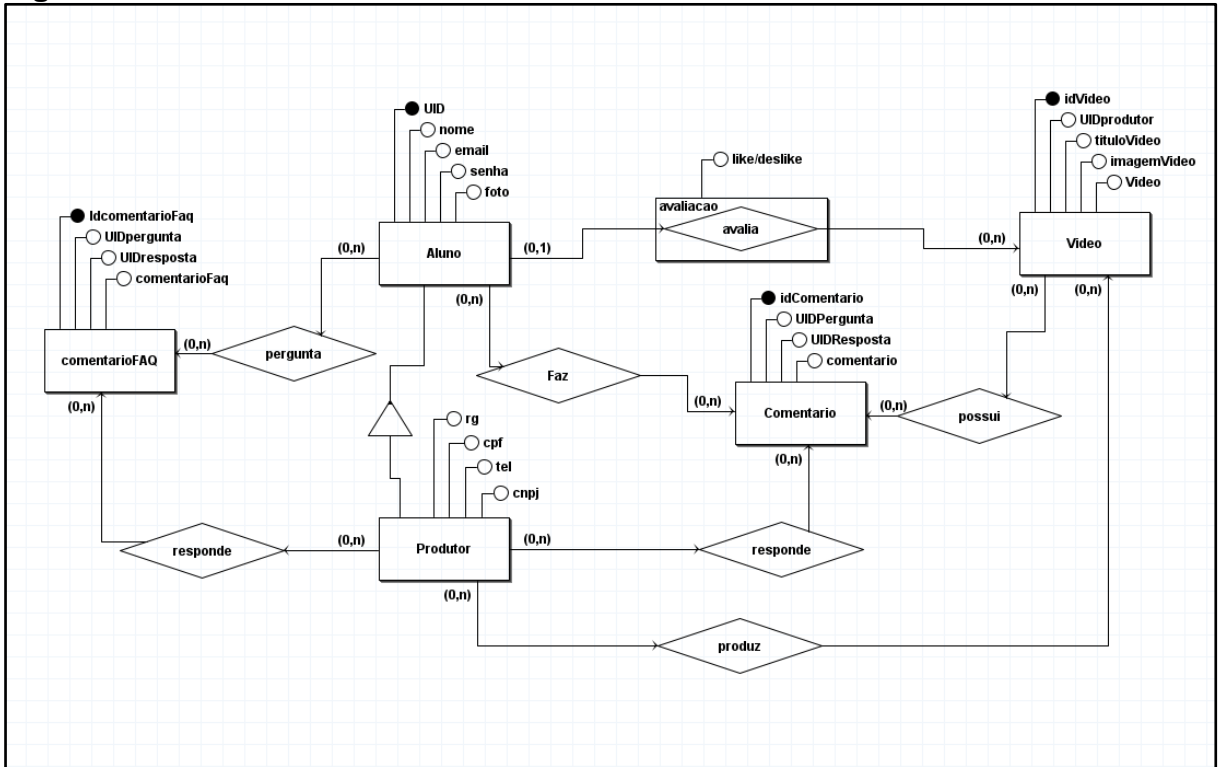 UID
nome
email
senha
foto
Aluno
(0,n)
(0,1)
(0,n)
IdcomentarioFaq
UIDpergunta
UIDresposta
comentarioFaq
comentarioFAQ
(0,n)
(0,n)
pergunta
like/deslike
avaliacao
avalia
idVideo
UIDprodutor
tituloVideo
imagemVideo
Video
Video
(0,n)
(0,n)
(0,n)
Faz
idComentario
UIDPergunta
UIDResposta
comentario
Comentario
(0,n)
(0,n)
(0,n)
possui
rg
cpf
tel
cnpj
Produtor
(0,n)
(0,n)
(0,n)
responde
responde
produz